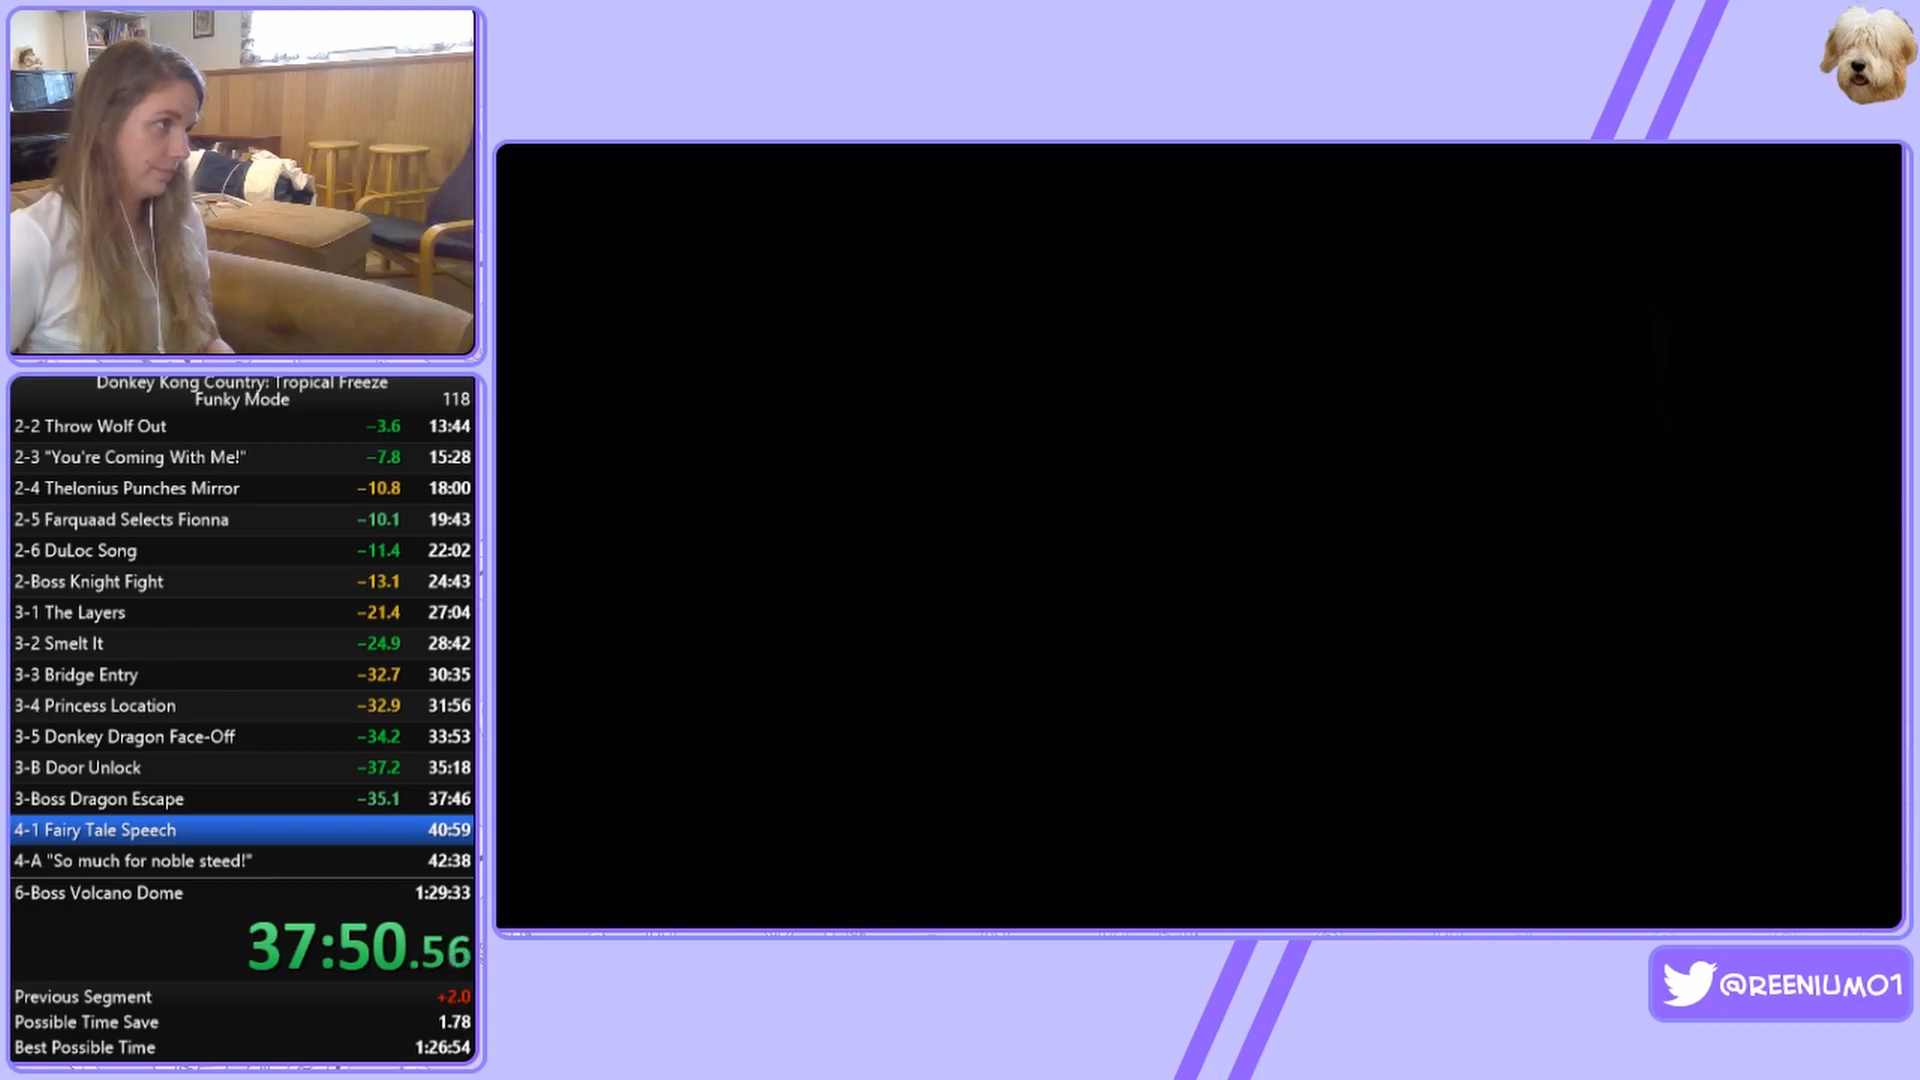 Donkey Kong Country: Tropical Freeze
Funky Mode 118
2-2 Throw Wolf Out -3.6 13:44
2-3 "You're Coming With Me!" -7.8 15:28
2-4 Thelonius Punches Mirror -10.8 18:00
2-5 Farquaad Selects Fionna -10.1 19:43
2-6 DuLoc Song -11.4 22:02
2-Boss Knight Fight -13.1 24:43
3-1 The Layers -21.4 27:04
3-2 Smelt It -24.9 28:42
3-3 Bridge Entry -32.7 30:35
3-4 Princess Location -32.9 31:56
3-5 Donkey Dragon Face-Off -34.2 33:53
3-B Door Unlock -37.2 35:18
3-Boss Dragon Escape -35.1 37:46
4-1 Fairy Tale Speech 40:59
4-A "So much for noble steed!" 42:38
6-Boss Volcano Dome 1:29:33
37:50.56
Previous Segment +2.0
Possible Time Save 1.78
Best Possible Time 1:26:54
@REENIUM01